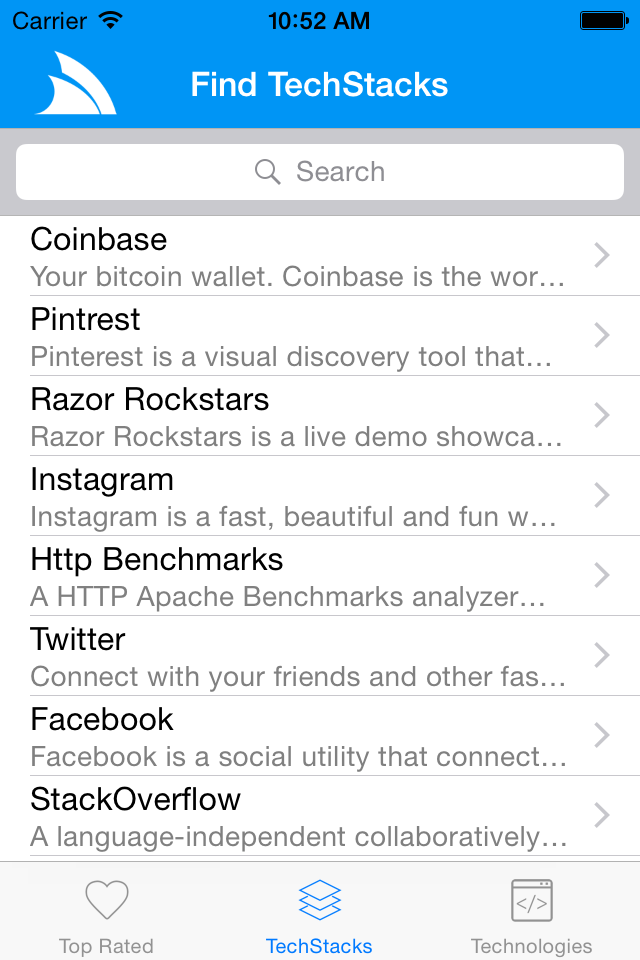 Carrier 10:52 AM
Find TechStacks
Search
Coinbase
Your bitcoin wallet. Coinbase is the wor…
Pintrest
Pinterest is a visual discovery tool that…
Razor Rockstars
Razor Rockstars is a live demo showca…
Instagram
Instagram is a fast, beautiful and fun w…
Http Benchmarks
A HTTP Apache Benchmarks analyzer…
Twitter
Connect with your friends and other fas…
Facebook
Facebook is a social utility that connect…
StackOverflow
A language-independent collaboratively…
</>
Top Rated TechStacks Technologies